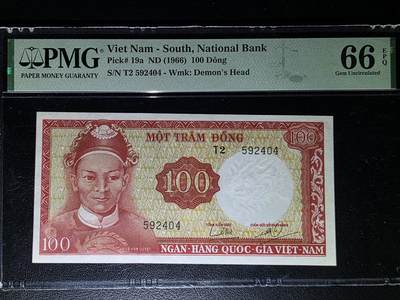 PMG
PAPER MONEY GUARANTY
Viet Nam - South, National Bank
Pick# 19a ND (1966) 100 Dông
S/N T2 592404 - Wmk: Demon's Head
66 EPQ
Gem Uncirculated
MỘT TRĂM ĐỒNG
100
T2 592404
100
592404
100
NGÂN-HÀNG QUỐC-GIA VIỆT-NAM